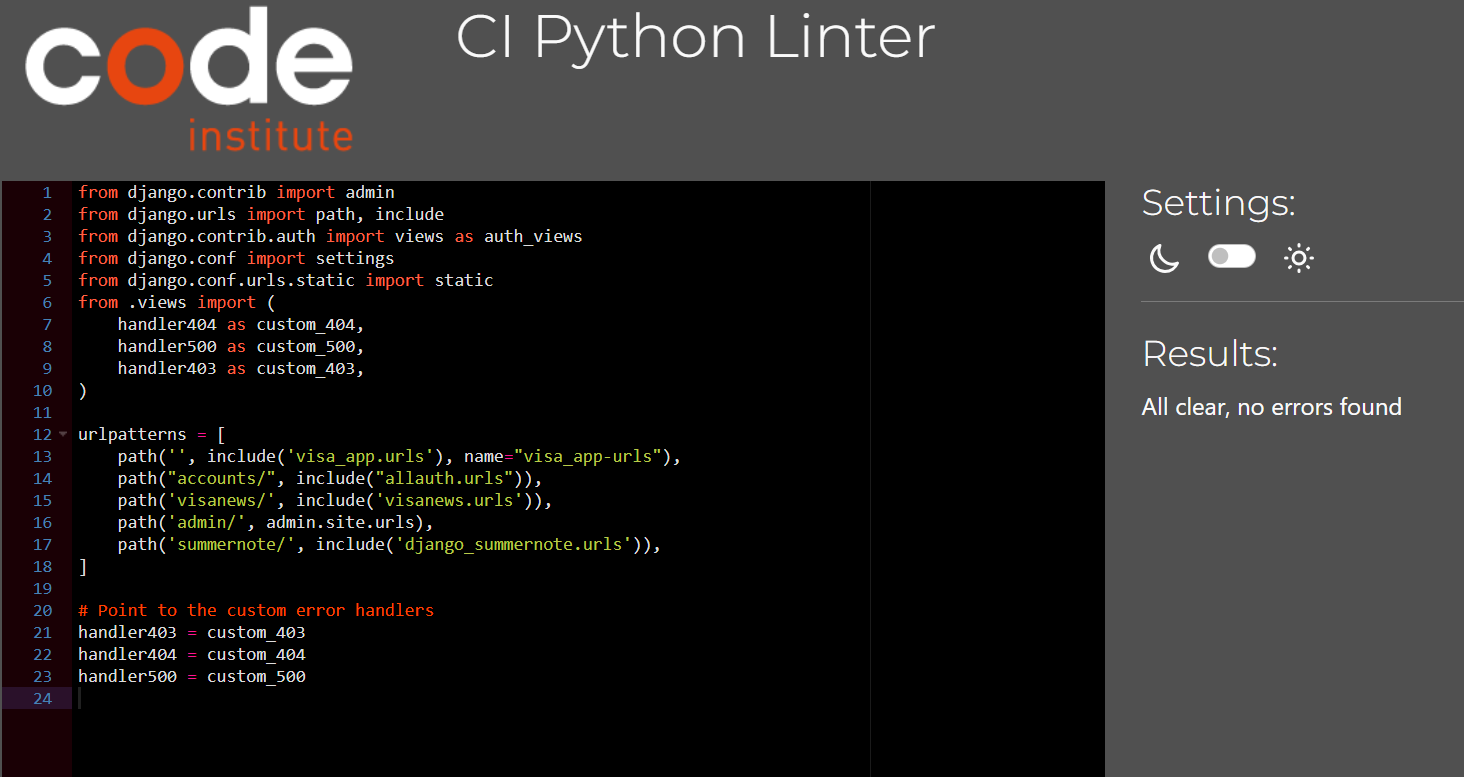 code
institute
CI Python Linter
1 from django.contrib import admin
2 from django.urls import path, include
3 from django.contrib.auth import views as auth_views
4 from django.conf import settings
5 from django.conf.urls.static import static
6 from .views import (
7     handler404 as custom_404,
8     handler500 as custom_500,
9     handler403 as custom_403,
10 )
11
12 urlpatterns = [
13     path('', include('visa_app.urls'), name="visa_app-urls"),
14     path("accounts/", include("allauth.urls")),
15     path('visanews/', include('visanews.urls')),
16     path('admin/', admin.site.urls),
17     path('summernote/', include('django_summernote.urls')),
18 ]
19
20 # Point to the custom error handlers
21 handler403 = custom_403
22 handler404 = custom_404
23 handler500 = custom_500
24
Settings:
Results:
All clear, no errors found